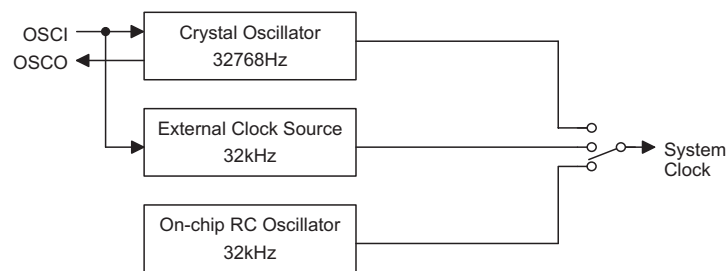 OSCI
OSCO
Crystal Oscillator
32768Hz
External Clock Source
32kHz
On-chip RC Oscillator
32kHz
System
Clock